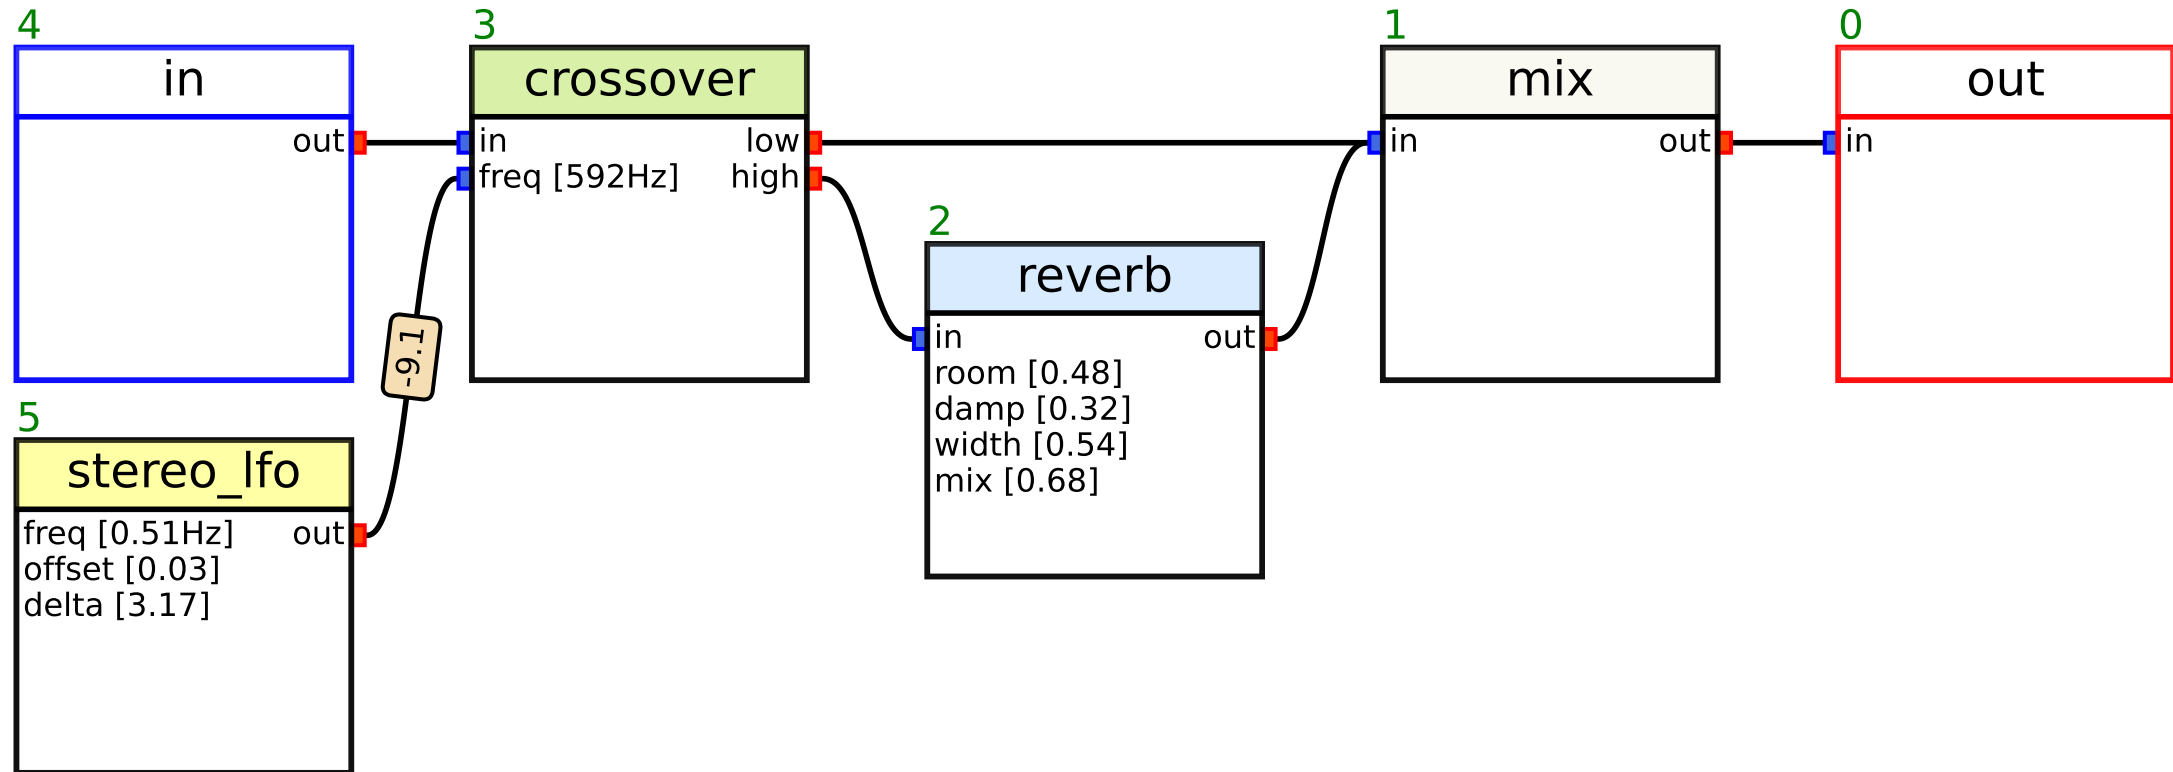 4
in
out
3
crossover
in
low
freq [592Hz]
high
1
mix
in
out
0
out
in
2
reverb
in
out
room [0.48]
damp [0.32]
width [0.54]
mix [0.68]
-9.1
5
stereo_lfo
freq [0.51Hz]
out
offset [0.03]
delta [3.17]